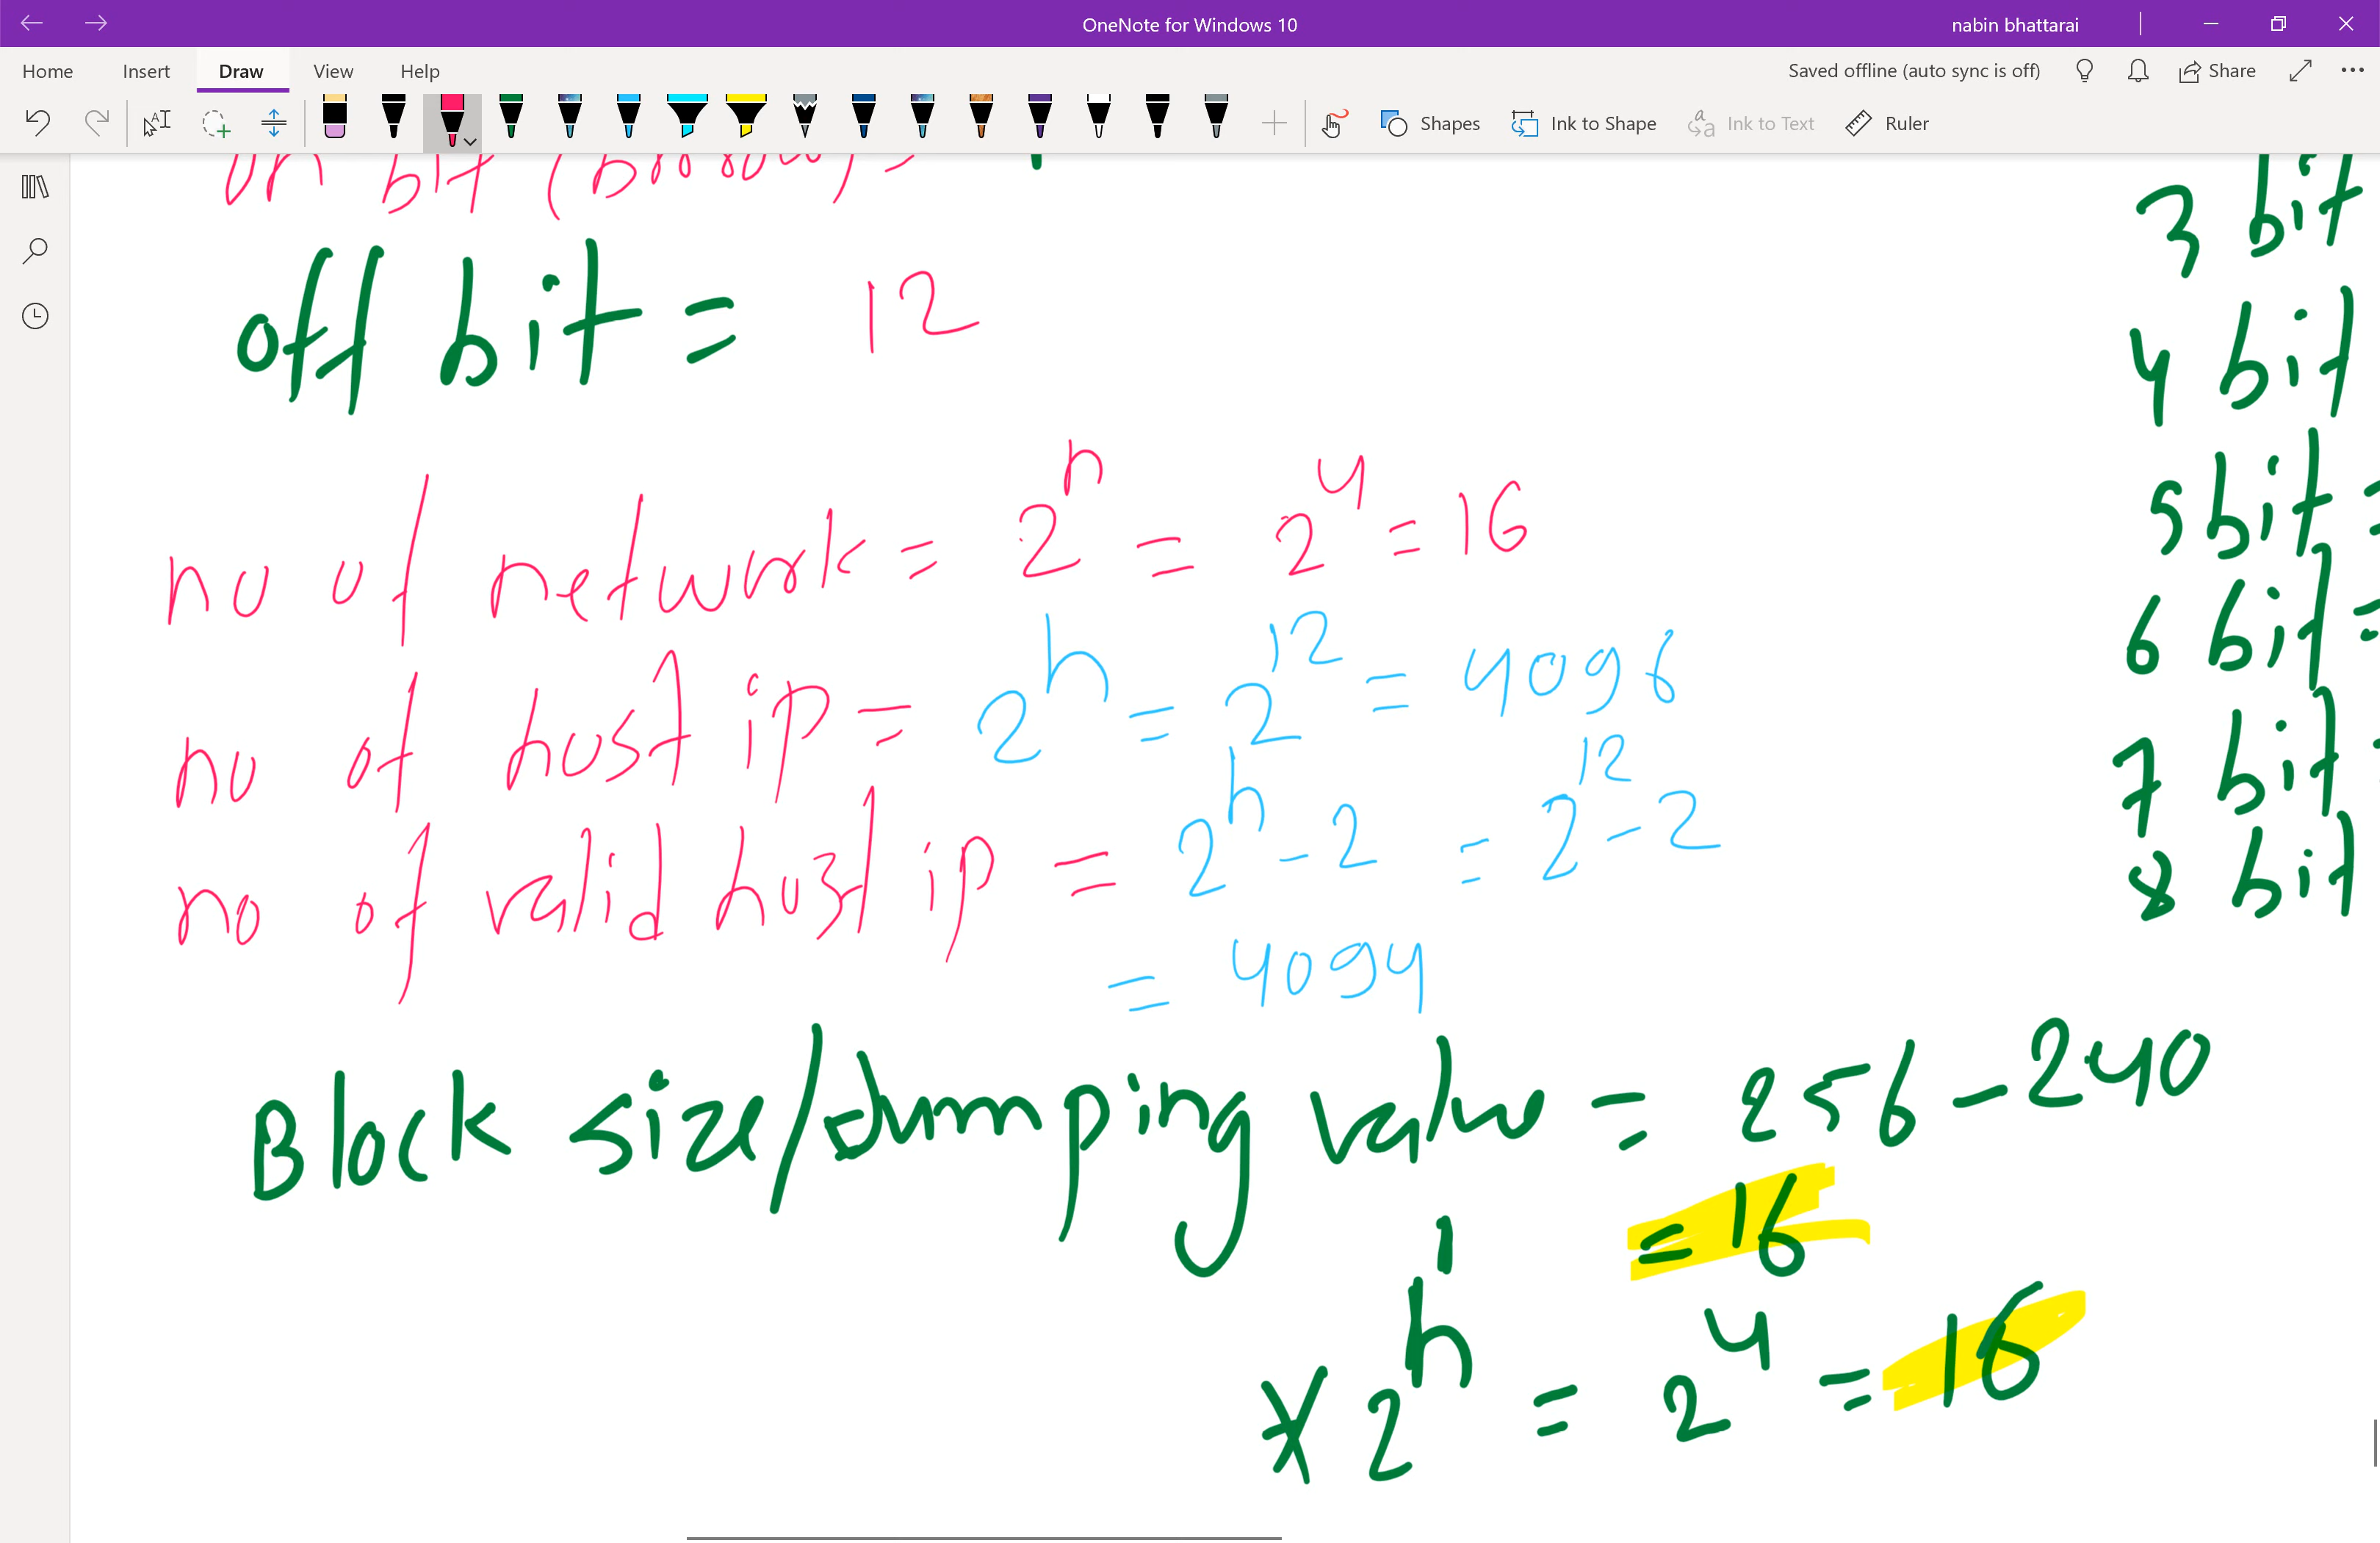 OneNote for Windows 10
nabin bhattarai
Home Insert Draw View Help
Saved offline (auto sync is off) Share
Shapes Ink to Shape Ink to Text Ruler
on bit
off bit = 12
no of network = 2^n = 2^4 = 16
no of host ip = 2^h = 2^12 = 4096
no of valid host ip = 2^h - 2 = 2^12 - 2
= 4094
Block size/Jumping value = 256 - 240
= 16
* 2^h = 2^4 = 16
3 bit
4 bit
5 bit =
6 bit =
7 bit
8 bit